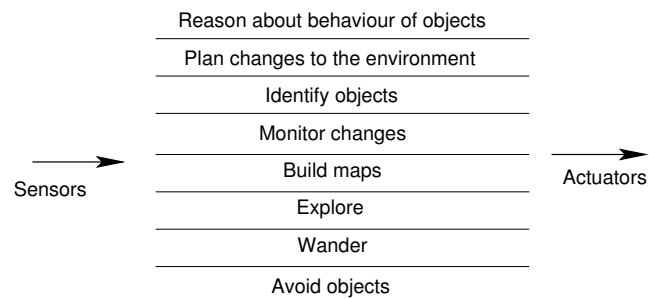 Reason about behaviour of objects
Plan changes to the environment
Identify objects
Monitor changes
Build maps
Explore
Wander
Avoid objects
Sensors
Actuators